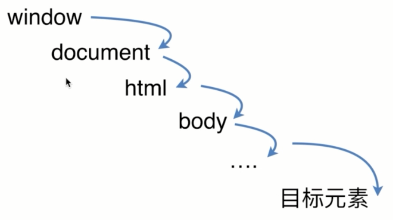 window
document
html
body
....
目标元素